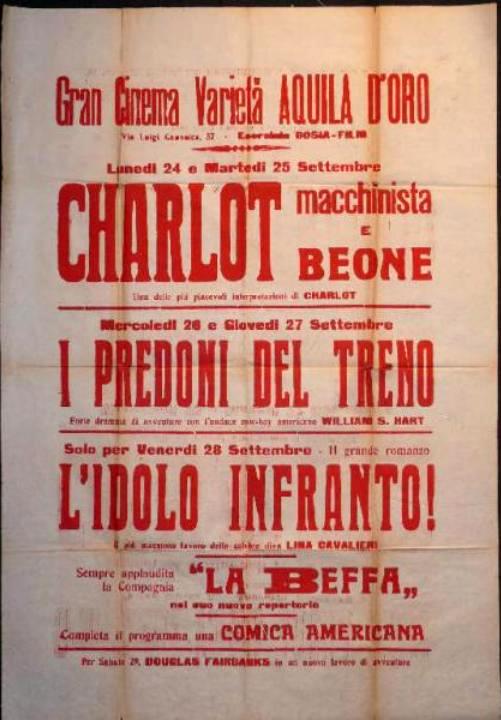 Gran Cinema Varietà AQUILA D'ORO
Via Luigi Canonica, 57 - Esercizio BOSIA-FILM
Lunedì 24 e Martedì 25 Settembre
CHARLOT macchinista
E
BEONE
Una delle più piacevoli interpretazioni di CHARLOT
Mercoledì 26 e Giovedì 27 Settembre
I PREDONI DEL TRENO
Forte dramma di avventure con l'audace cow-boy americano WILLIAM S. HART
Solo per Venerdì 28 Settembre - Il grande romanzo
L'IDOLO INFRANTO!
Il più lavoro della celebre diva LINA CAVALIERI
Sempre applaudita
la Compagnia
"LA BEFFA„
nel suo nuovo repertorio
Completa il programma una COMICA AMERICANA
Per Sabato 29, DOUGLAS FAIRBANKS in un nuovo lavoro di avventure